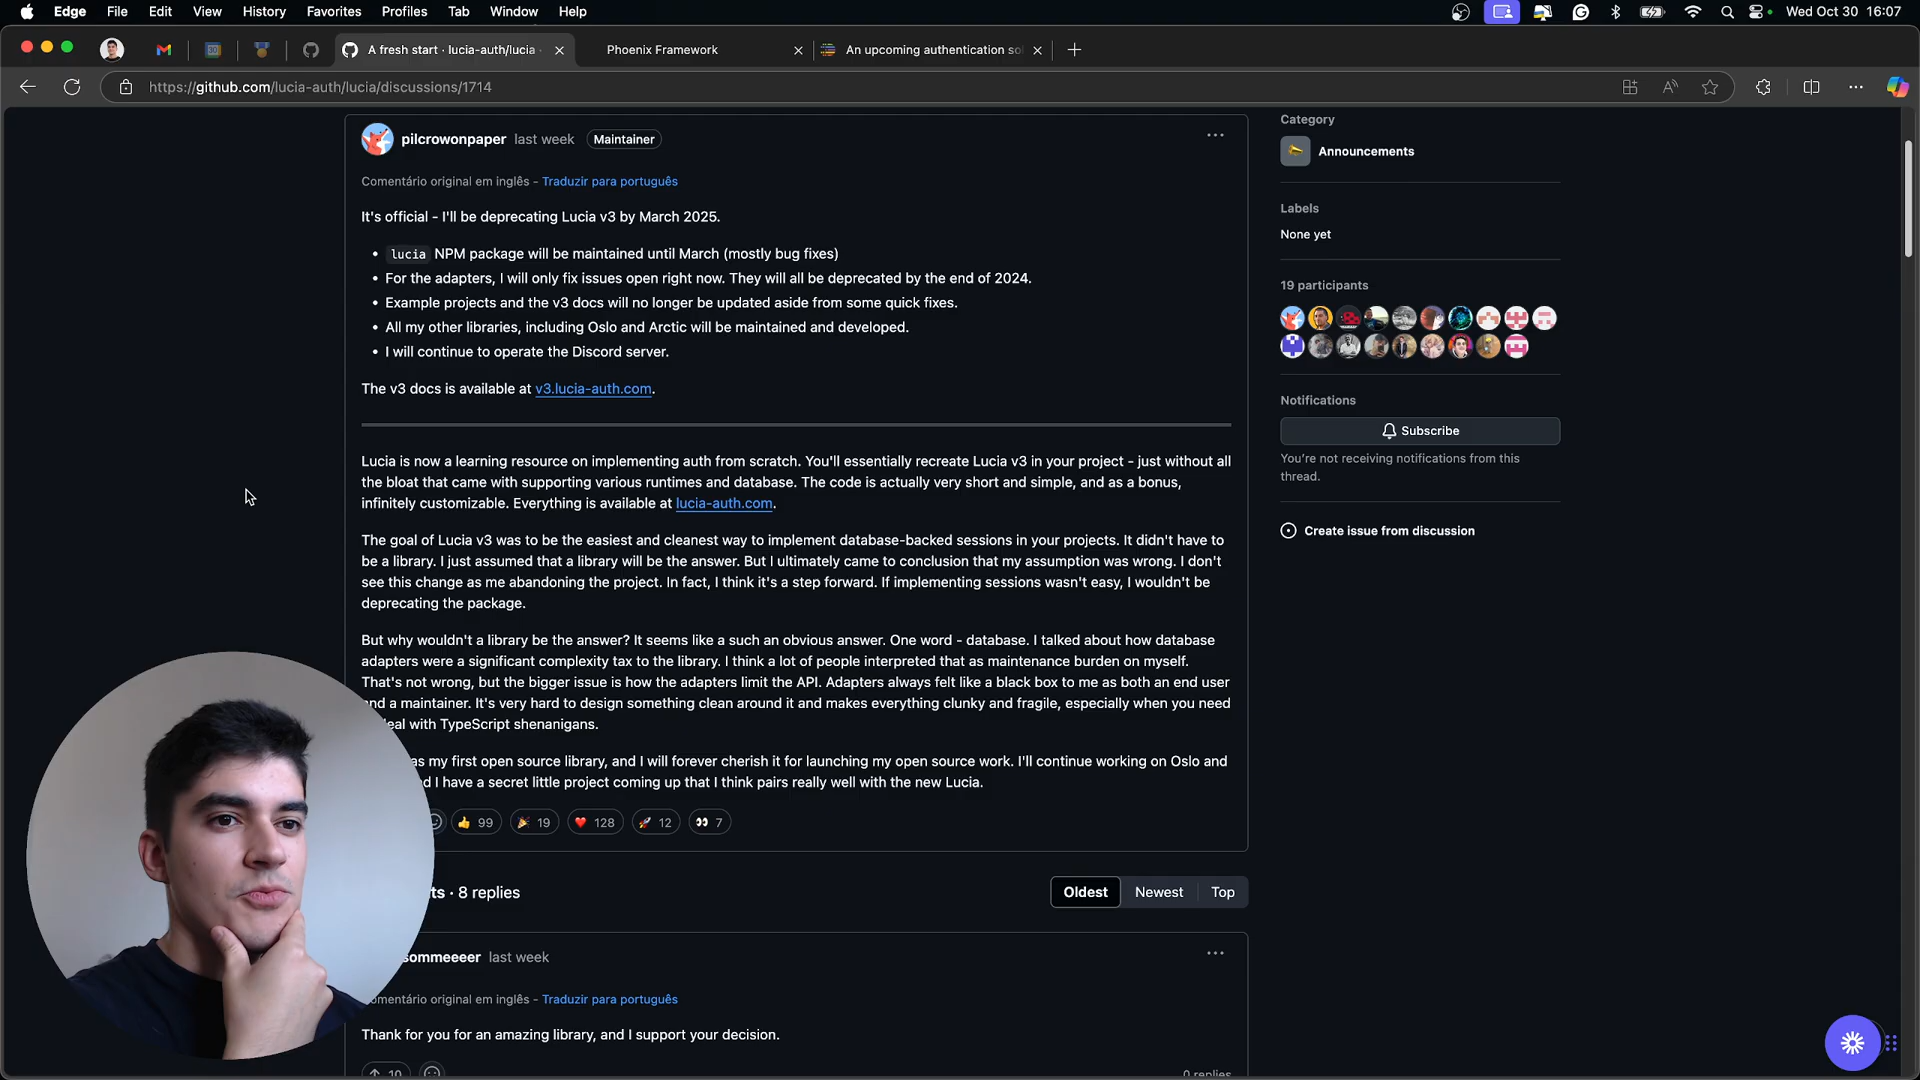 Edge File Edit View History Favorites Profiles Tab Window Help Wed Oct 30 16:07
A fresh start · lucia-auth/lucia Phoenix Framework An upcoming authentication so
https://github.com/lucia-auth/lucia/discussions/1714
pilcrowonpaper last week Maintainer
Comentário original em inglês - Traduzir para português
It's official - I'll be deprecating Lucia v3 by March 2025.
• lucia NPM package will be maintained until March (mostly bug fixes)
• For the adapters, I will only fix issues open right now. They will all be deprecated by the end of 2024.
• Example projects and the v3 docs will no longer be updated aside from some quick fixes.
• All my other libraries, including Oslo and Arctic will be maintained and developed.
• I will continue to operate the Discord server.
The v3 docs is available at v3.lucia-auth.com.
Lucia is now a learning resource on implementing auth from scratch. You'll essentially recreate Lucia v3 in your project - just without all
the bloat that came with supporting various runtimes and database. The code is actually very short and simple, and as a bonus,
infinitely customizable. Everything is available at lucia-auth.com.
The goal of Lucia v3 was to be the easiest and cleanest way to implement database-backed sessions in your projects. It didn't have to
be a library. I just assumed that a library will be the answer. But I ultimately came to conclusion that my assumption was wrong. I don't
see this change as me abandoning the project. In fact, I think it's a step forward. If implementing sessions wasn't easy, I wouldn't be
deprecating the package.
But why wouldn't a library be the answer? It seems like a such an obvious answer. One word - database. I talked about how database
adapters were a significant complexity tax to the library. I think a lot of people interpreted that as maintenance burden on myself.
That's not wrong, but the bigger issue is how the adapters limit the API. Adapters always felt like a black box to me as both an end user
and a maintainer. It's very hard to design something clean around it and makes everything clunky and fragile, especially when you need
deal with TypeScript shenanigans.
as my first open source library, and I will forever cherish it for launching my open source work. I'll continue working on Oslo and
d I have a secret little project coming up that I think pairs really well with the new Lucia.
99 19 128 12 7
ts · 8 replies
Oldest Newest Top
sommeeeer last week
omentário original em inglês - Traduzir para português
Thank for you for an amazing library, and I support your decision.
10 0 replies
Category
Announcements
Labels
None yet
19 participants
Notifications
Subscribe
You're not receiving notifications from this
thread.
Create issue from discussion